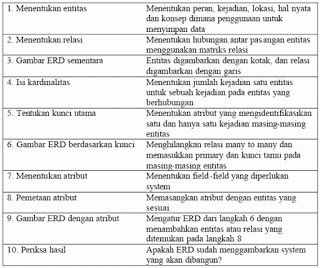 1. Menentukan entitas
Menentukan peran, kejadian, lokasi, hal nyata
dan konsep dimana penggunaan untuk
menyimpan data
2. Menentukan relasi
Menentukan hubungan antar pasangan entitas
menggunakan matriks relasi
3. Gambar ERD sementara
Entitas digambarkan dengan kotak, dan relasi
digambarkan dengan garis
4. Isi kardinalitas
Menentukan jumlah kejadian satu entitas
untuk sebuah kejadian pada entitas yang
berhubungan
5. Tentukan kunci utama
Menentukan atribut yang mengidentifikasikan
satu dan hanya satu kejadian masing-masing
entitas
6. Gambar ERD berdasarkan kunci
Menghilangkan relasi many to many dan
memasukkan primary dan kunci tamu pada
masing-masing entitas
7. Menentukan atribut
Menentukan field-field yang diperlukan
system
8. Pemetaan atribut
Memasangkan atribut dengan entitas yang
sesuai
9. Gambar ERD dengan atribut
Mengatur ERD dari langkah 6 dengan
menambahkan entitas atau relasi yang
ditemukan pada langkah 8
10. Periksa hasil
Apakah ERD sudah menggambarkan system
yang akan dibangun?